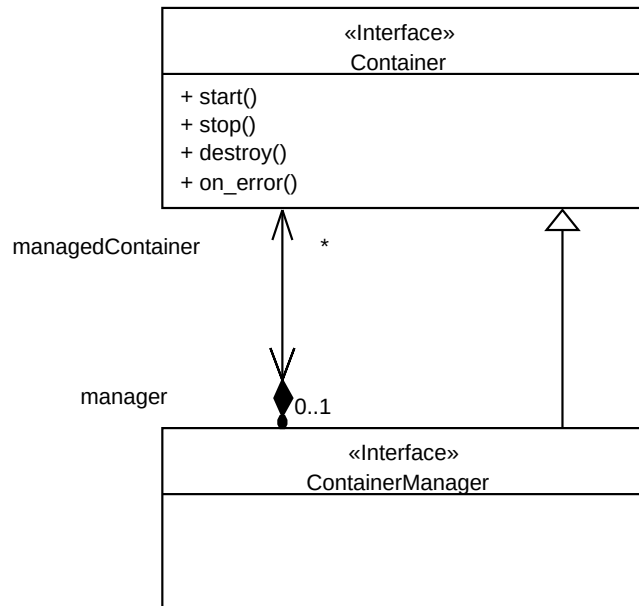 «Interface»
Container
+ start()
+ stop()
+ destroy()
+ on_error()
managedContainer
*
manager
0..1
«Interface»
ContainerManager